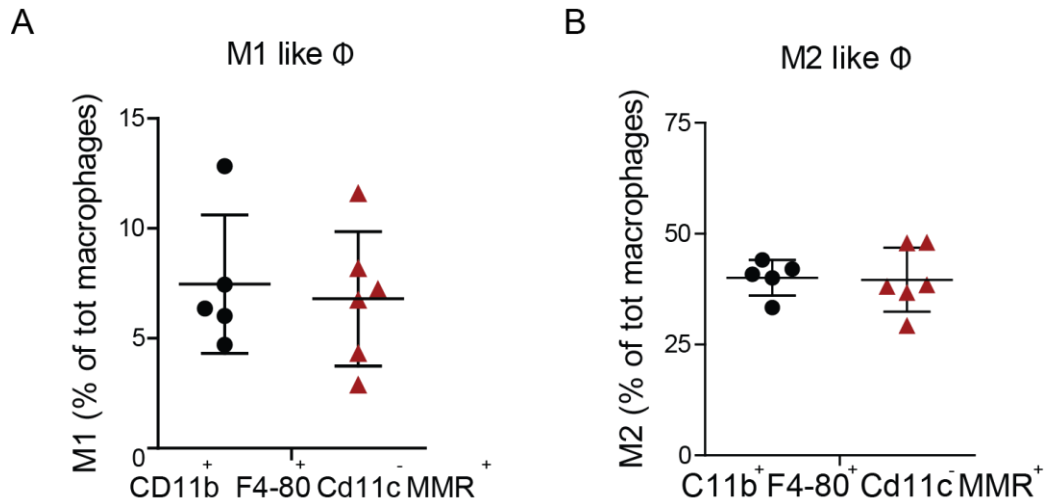 A
M1 like Φ
M1 (% of tot macrophages)
15
10
5
0
CD11b⁺ F4-80⁺ Cd11c⁻ MMR⁺
B
M2 like Φ
M2 (% of tot macrophages)
75
50
25
0
C11b⁺ F4-80⁺ Cd11c⁻ MMR⁺